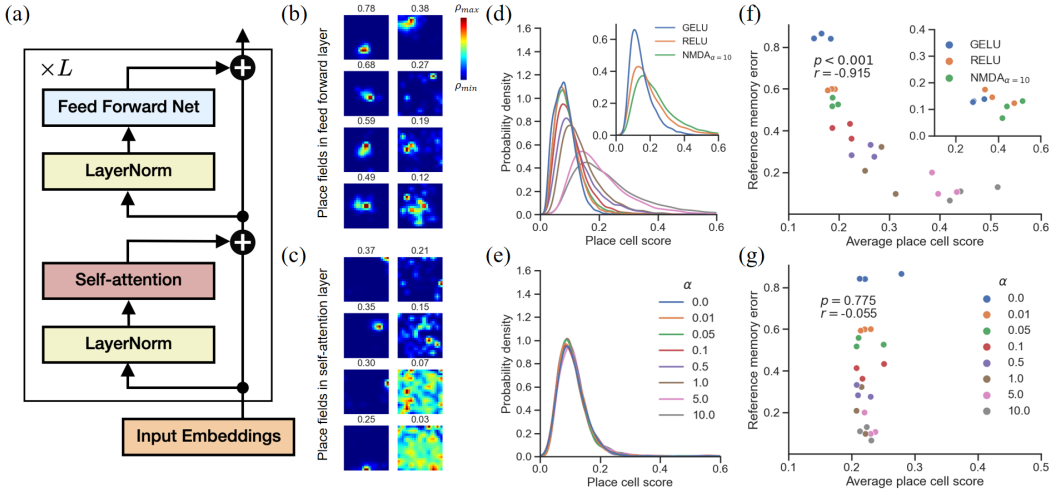 (a)
×L
Feed Forward Net
LayerNorm
Self-attention
LayerNorm
Input Embeddings
(b)
Place fields in feed forward layer
0.78
0.38
0.68
0.27
0.59
0.19
0.49
0.12
ρmax
ρmin
(c)
Place fields in self-attention layer
0.37
0.21
0.35
0.15
0.30
0.07
0.25
0.03
(d)
Probability density
1.6
1.4
1.2
1.0
0.8
0.6
0.4
0.2
0.0
0.0 0.2 0.4 0.6
Place cell score
0.6
0.4
0.2
0.0
0.0 0.2 0.4 0.6
GELU
RELU
NMDAα=10
(e)
Probability density
1.6
1.4
1.2
1.0
0.8
0.6
0.4
0.2
0.0
0.0 0.2 0.4 0.6
Place cell score
α
0.0
0.01
0.05
0.1
0.5
1.0
5.0
10.0
(f)
Reference memory erorr
0.8
0.6
0.4
0.2
0.1 0.2 0.3 0.4 0.5
Average place cell score
p < 0.001
r = -0.915
GELU
RELU
NMDAα=10
0.2
0.0
0.2 0.4
(g)
Reference memory erorr
0.8
0.6
0.4
0.2
0.1 0.2 0.3 0.4 0.5
Average place cell score
p = 0.775
r = -0.055
α
0.0
0.01
0.05
0.1
0.5
1.0
5.0
10.0